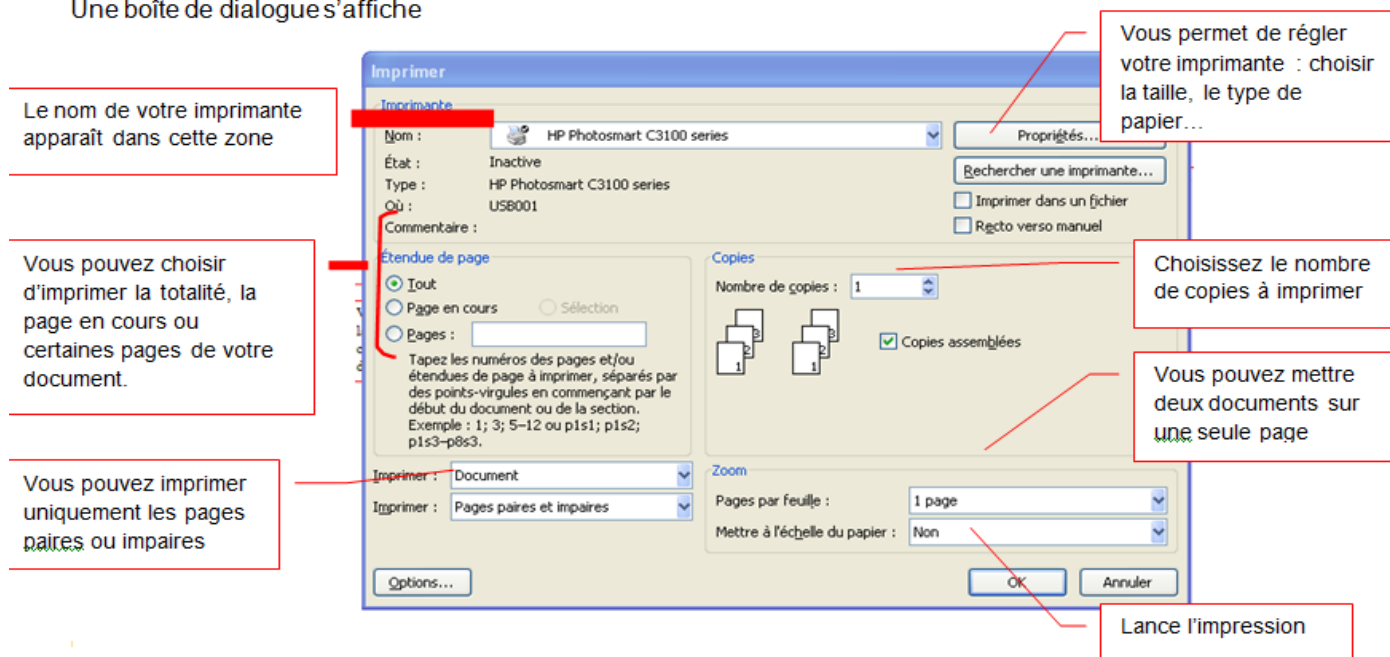 Une boîte de dialogue s'affiche
Vous permet de régler
votre imprimante : choisir
la taille, le type de
papier…
Le nom de votre imprimante
apparaît dans cette zone
Imprimer
Imprimante
Nom :
HP Photosmart C3100 series
Propriétés...
État :
Inactive
Rechercher une imprimante...
Type :
HP Photosmart C3100 series
Où :
USB001
Imprimer dans un fichier
Commentaire :
Recto verso manuel
Vous pouvez choisir
d'imprimer la totalité, la
page en cours ou
certaines pages de votre
document.
Étendue de page
Tout
Page en cours
Sélection
Pages :
Tapez les numéros des pages et/ou
étendues de page à imprimer, séparés par
des points-virgules en commençant par le
début du document ou de la section.
Exemple : 1; 3; 5–12 ou p1s1; p1s2;
p1s3–p8s3.
Copies
Nombre de copies : 1
3
2
1
3
2
1
Copies assemblées
Choisissez le nombre
de copies à imprimer
Vous pouvez mettre
deux documents sur
une seule page
Vous pouvez imprimer
uniquement les pages
paires ou impaires
Imprimer : Document
Imprimer : Pages paires et impaires
Zoom
Pages par feuille : 1 page
Mettre à l'échelle du papier : Non
Options...
OK
Annuler
Lance l'impression